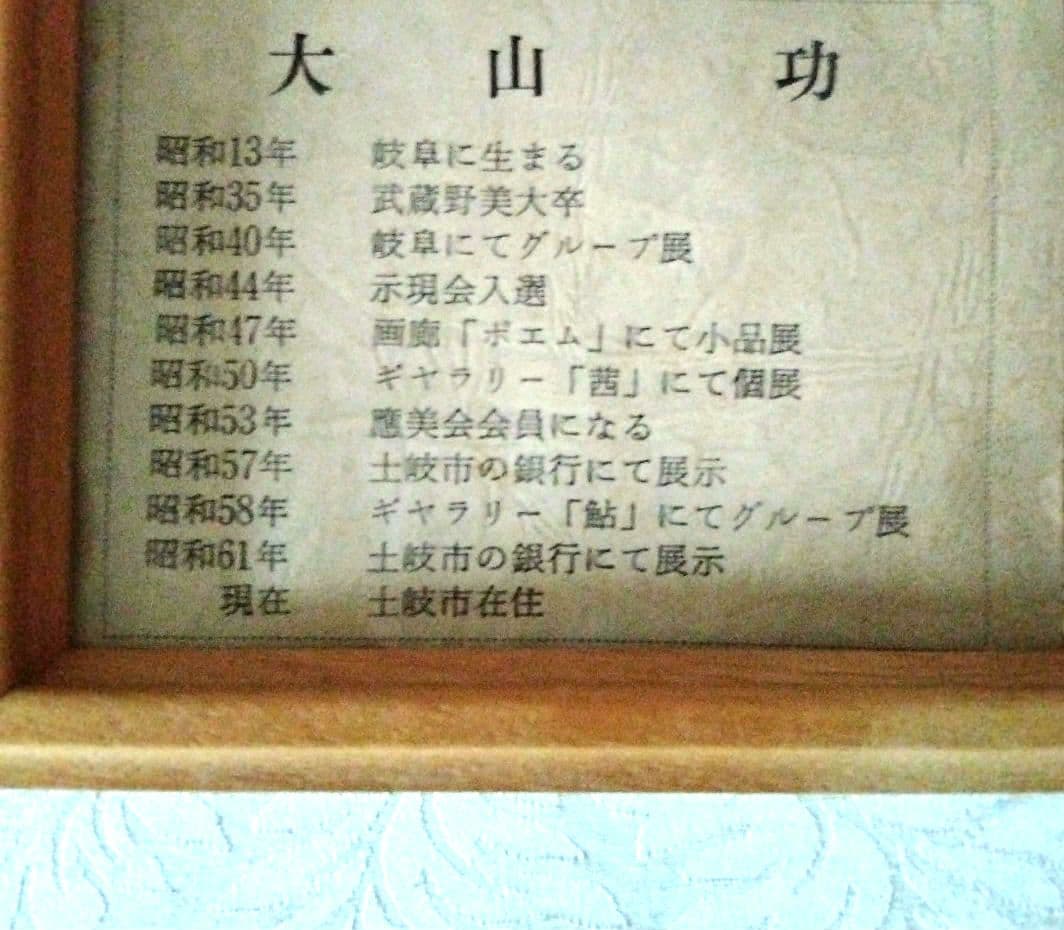 大山功
昭和13年 岐阜に生まる
昭和35年 武蔵野美大卒
昭和40年 岐阜にてグループ展
昭和44年 示現会入選
昭和47年 画廊「ポエム」にて小品展
昭和50年 ギャラリー「茜」にて個展
昭和53年 應美会会員になる
昭和57年 土岐市の銀行にて展示
昭和58年 ギャラリー「鮎」にてグループ展
昭和61年 土岐市の銀行にて展示
現在 土岐市在住